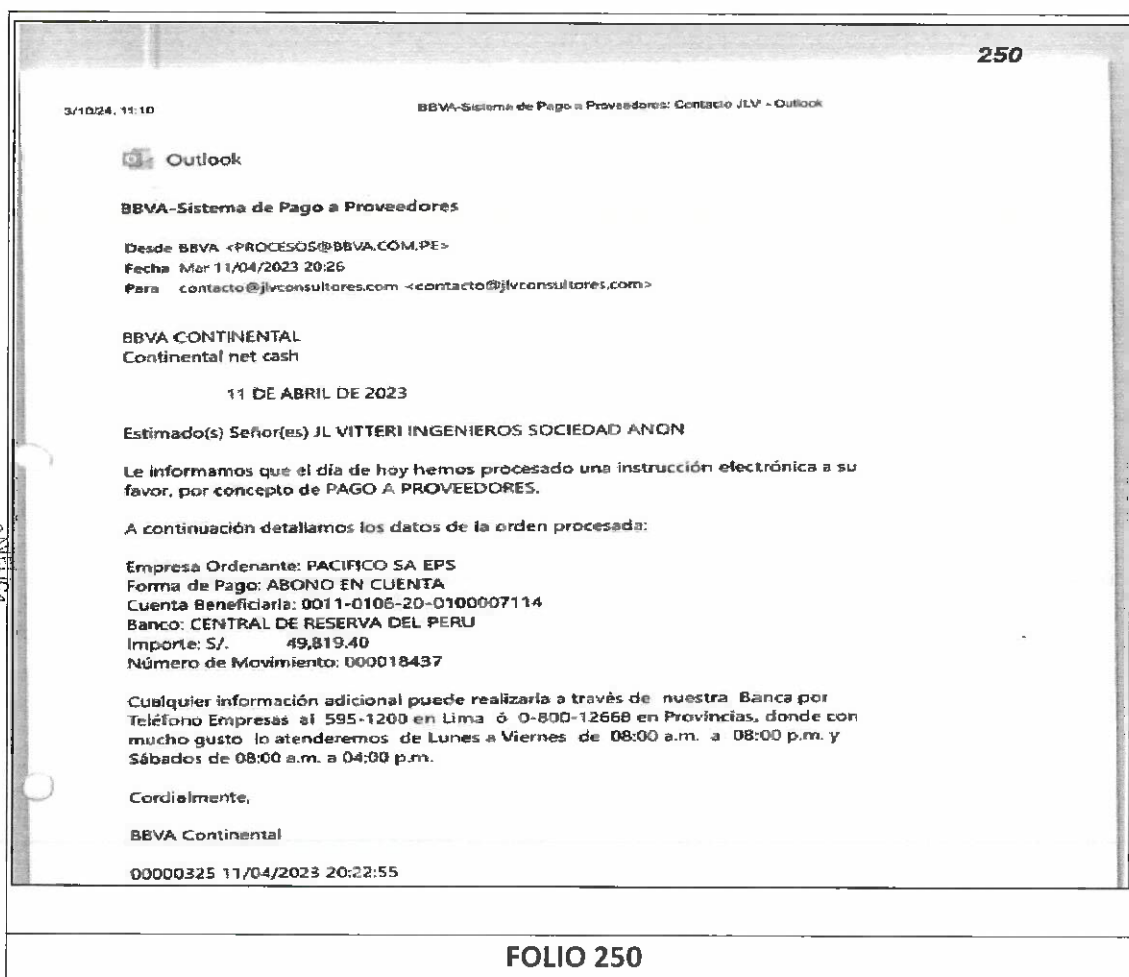 250
3/10/24, 11:10
BBVA-Sistema de Pago a Proveedores: Contacto JLV - Outlook
Outlook
BBVA-Sistema de Pago a Proveedores
Desde BBVA <PROCESOS@BBVA.COM.PE>
Fecha Mar 11/04/2023 20:26
Para contacto@jlvconsultores.com <contacto@jlvconsultores.com>
BBVA CONTINENTAL
Continental net cash
11 DE ABRIL DE 2023
Estimado(s) Señor(es) JL VITTERI INGENIEROS SOCIEDAD ANON
Le informamos que el día de hoy hemos procesado una instrucción electrónica a su
favor, por concepto de PAGO A PROVEEDORES.
A continuación detallamos los datos de la orden procesada:
Empresa Ordenante: PACIFICO SA EPS
Forma de Pago: ABONO EN CUENTA
Cuenta Beneficiaria: 0011-0106-20-0100007114
Banco: CENTRAL DE RESERVA DEL PERU
Importe: S/. 49,819.40
Número de Movimiento: 000018437
Cualquier información adicional puede realizarla a través de nuestra Banca por
Teléfono Empresas al 595-1200 en Lima ó 0-800-12668 en Provincias, donde con
mucho gusto lo atenderemos de Lunes a Viernes de 08:00 a.m. a 08:00 p.m. y
Sábados de 08:00 a.m. a 04:00 p.m.
Cordialmente,
BBVA Continental
00000325 11/04/2023 20:22:55
FOLIO 250